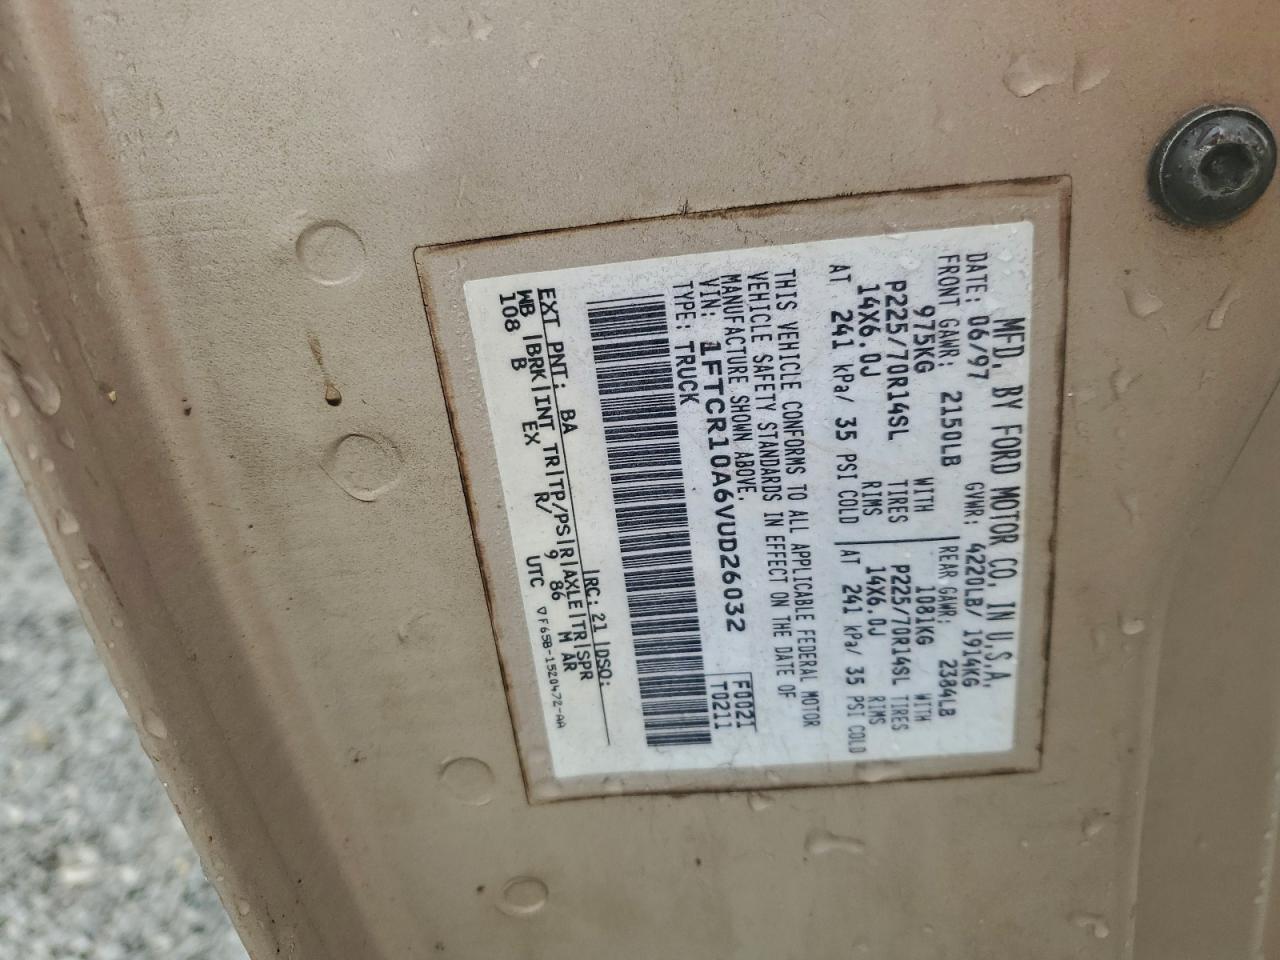 MFD. BY FORD MOTOR CO. IN U.S.A.
DATE: 06/97 GVWR: 4220LB/ 1914KG
FRONT GAWR: 2150LB REAR GAWR: 2384LB
975KG WITH 1081KG WITH
P225/70R14SL TIRES P225/70R14SL TIRES
14X6.0J RIMS 14X6.0J RIMS
AT 241 kPa/ 35 PSI COLD AT 241 kPa/ 35 PSI COLD
THIS VEHICLE CONFORMS TO ALL APPLICABLE FEDERAL MOTOR
VEHICLE SAFETY STANDARDS IN EFFECT ON THE DATE OF
MANUFACTURE SHOWN ABOVE.
VIN: 1FTCR10A6VUD26032 F0021
TYPE: TRUCK T0211
EXT PNT: BA RC: 21 DSO:
WB BRK INT TR TP/PS R AXLE TR SPR
108 B EX R/ 9 86 M AR
UTC ▽F65B-1520472-AA